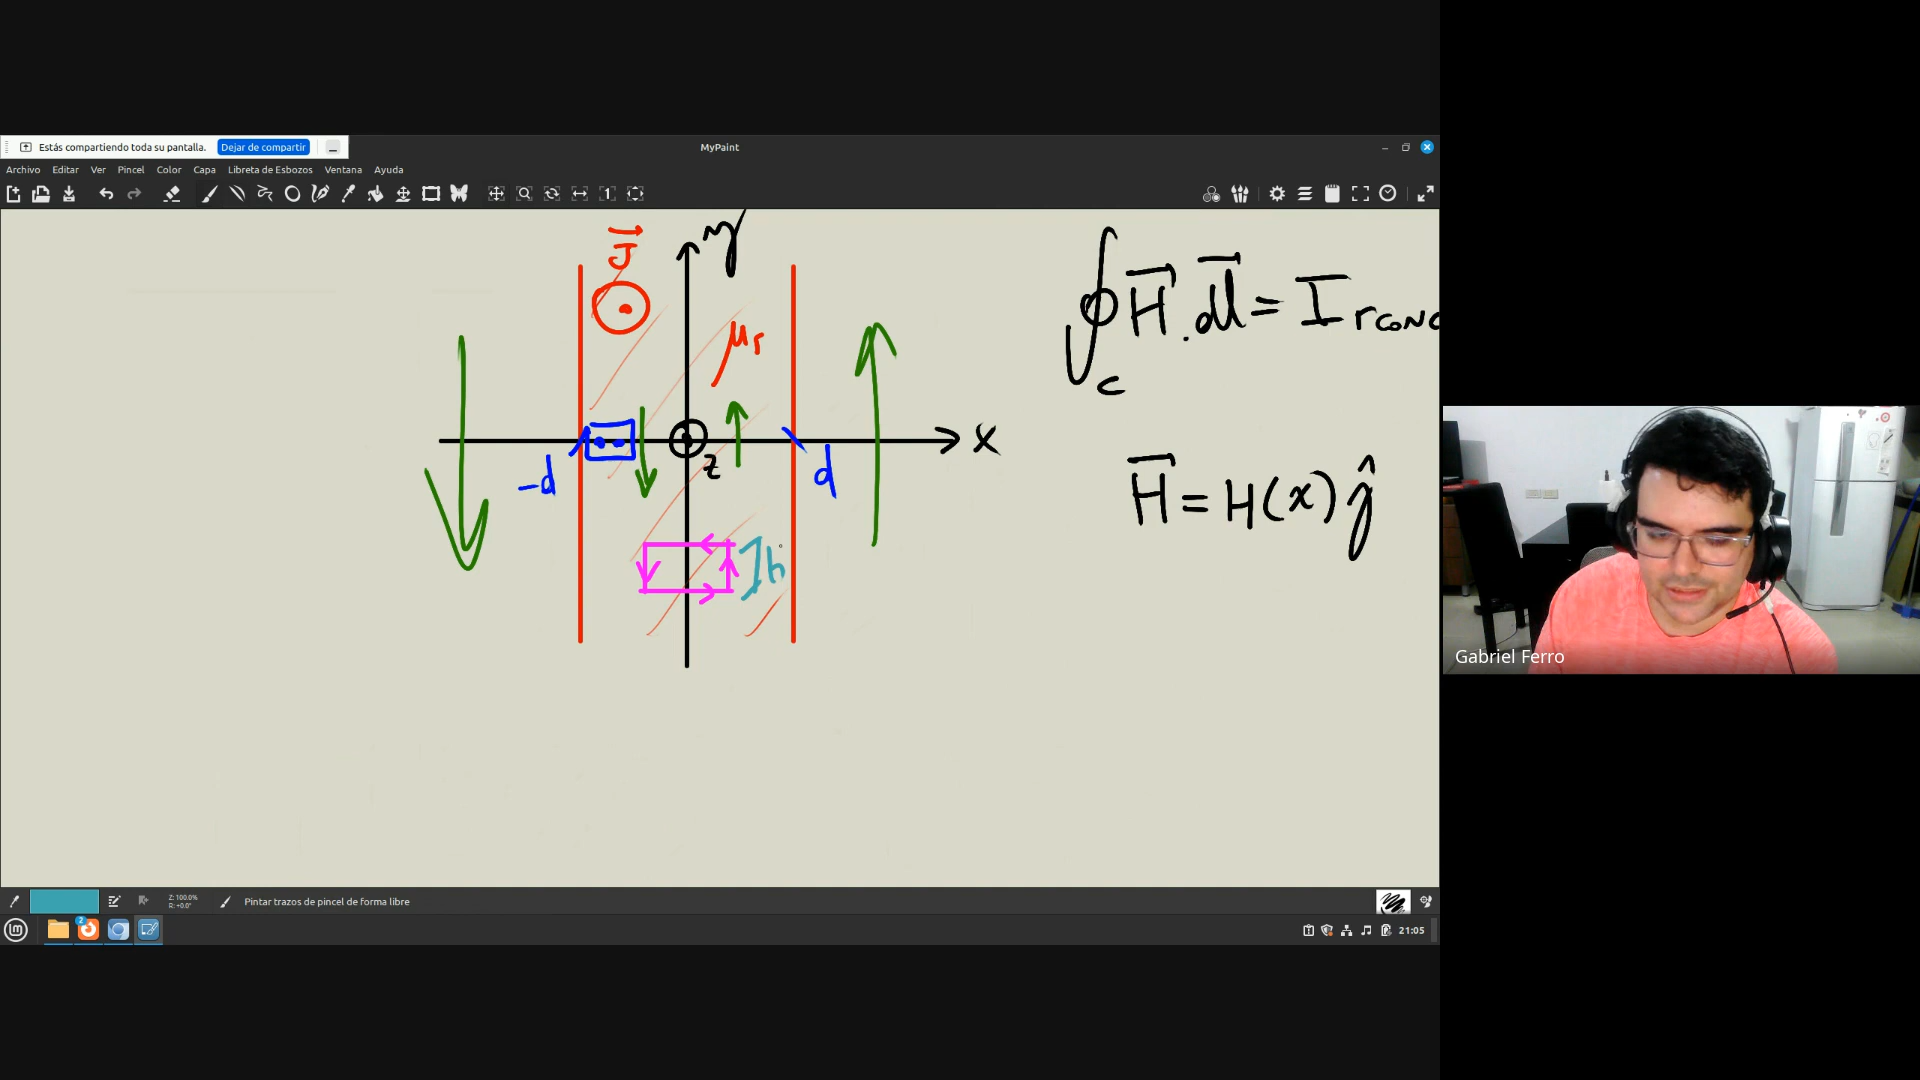 Estás compartiendo toda su pantalla. Dejar de compartir
MyPaint
Archivo Editar Ver Pincel Color Capa Libreta de Esbozos Ventana Ayuda
J⃗
y
μr
x
z
-d
d
h
∮c H⃗ . dl⃗ = I rconc
H⃗ = H(x) ĵ
Gabriel Ferro
Z: 100.0%
R: +0.0°
Pintar trazos de pincel de forma libre
2
21:05